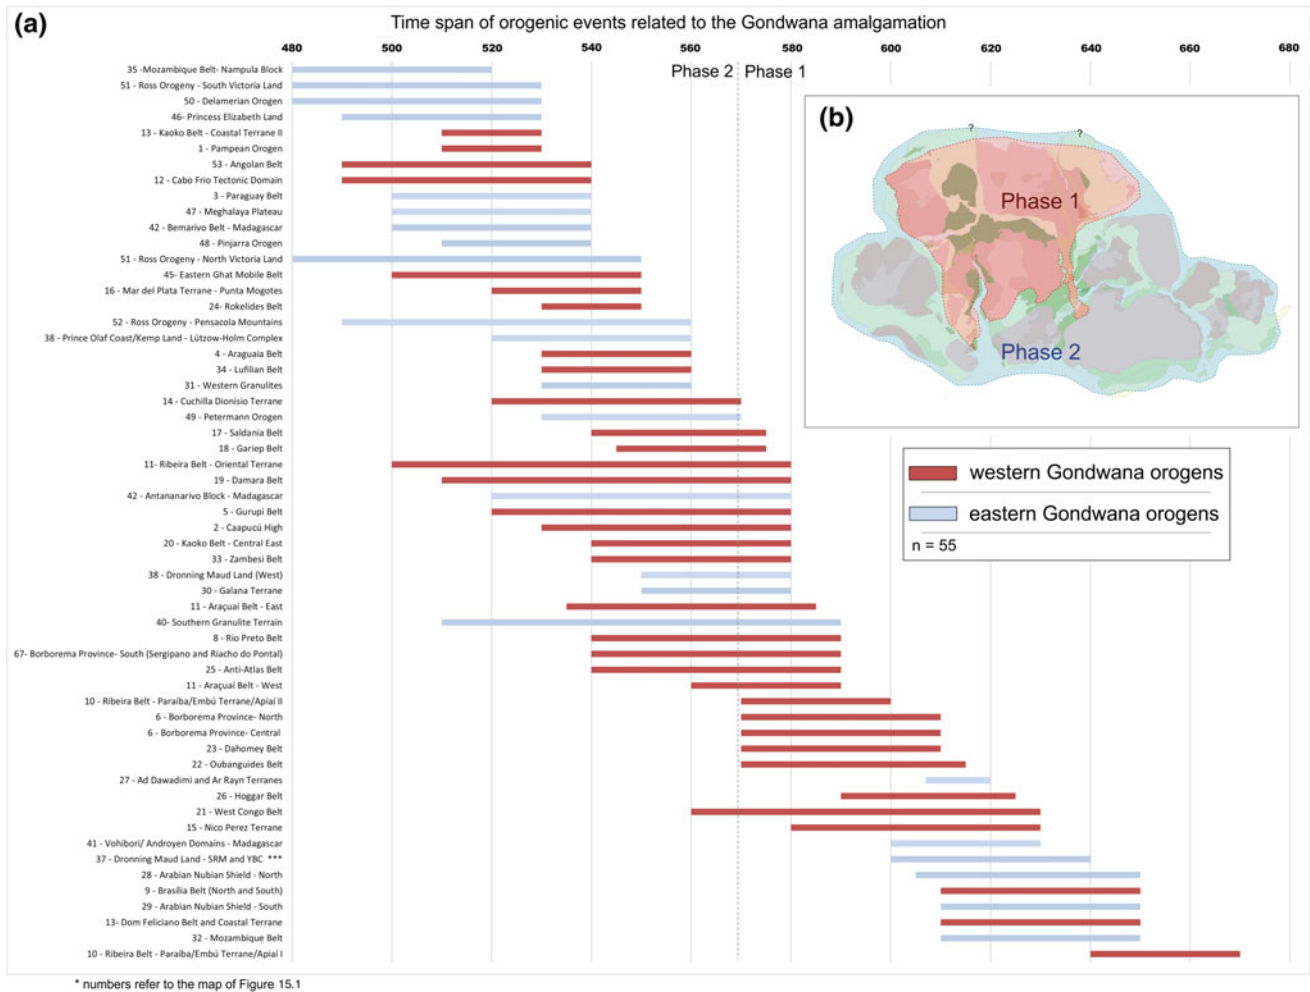 (a)
Time span of orogenic events related to the Gondwana amalgamation
480 500 520 540 560 580 600 620 640 660 680
Phase 2 Phase 1
35 -Mozambique Belt- Nampula Block
51 - Ross Orogeny - South Victoria Land
50 - Delamerian Orogen
46- Princess Elizabeth Land
13 - Kaoko Belt - Coastal Terrane II
1 - Pampean Orogen
53 - Angolan Belt
12 - Cabo Frio Tectonic Domain
3 - Paraguay Belt
47 - Meghalaya Plateau
42 - Bemarivo Belt - Madagascar
48 - Pinjarra Orogen
51 - Ross Orogeny - North Victoria Land
45- Eastern Ghat Mobile Belt
16 - Mar del Plata Terrane - Punta Mogotes
24- Rokelides Belt
52 - Ross Orogeny - Pensacola Mountains
38 - Prince Olaf Coast/Kemp Land - Lützow-Holm Complex
4 - Araguaia Belt
34 - Lufilian Belt
31 - Western Granulites
14 - Cuchilla Dionisio Terrane
49 - Petermann Orogen
17 - Saldania Belt
18 - Gariep Belt
11- Ribeira Belt - Oriental Terrane
19 - Damara Belt
42 - Antananarivo Block - Madagascar
5 - Gurupi Belt
2 - Caapucú High
20 - Kaoko Belt - Central East
33 - Zambesi Belt
38 - Dronning Maud Land (West)
30 - Galana Terrane
11 - Araçuaí Belt - East
40- Southern Granulite Terrain
8 - Rio Preto Belt
67- Borborema Province- South (Sergipano and Riacho do Pontal)
25 - Anti-Atlas Belt
11 - Araçuaí Belt - West
10 - Ribeira Belt - Paraíba/Embú Terrane/Apiaí II
6 - Borborema Province- North
6 - Borborema Province- Central
23 - Dahomey Belt
22 - Oubanguides Belt
27 - Ad Dawadimi and Ar Rayn Terranes
26 - Hoggar Belt
21 - West Congo Belt
15 - Nico Perez Terrane
41 - Vohibori/ Androyen Domains - Madagascar
37 - Dronning Maud Land - SRM and YBC ***
28 - Arabian Nubian Shield - North
9 - Brasília Belt (North and South)
29 - Arabian Nubian Shield - South
13- Dom Feliciano Belt and Coastal Terrane
32 - Mozambique Belt
10 - Ribeira Belt - Paraíba/Embú Terrane/Apiaí I
(b)
? ?
Phase 1
Phase 2
western Gondwana orogens
eastern Gondwana orogens
n = 55
* numbers refer to the map of Figure 15.1